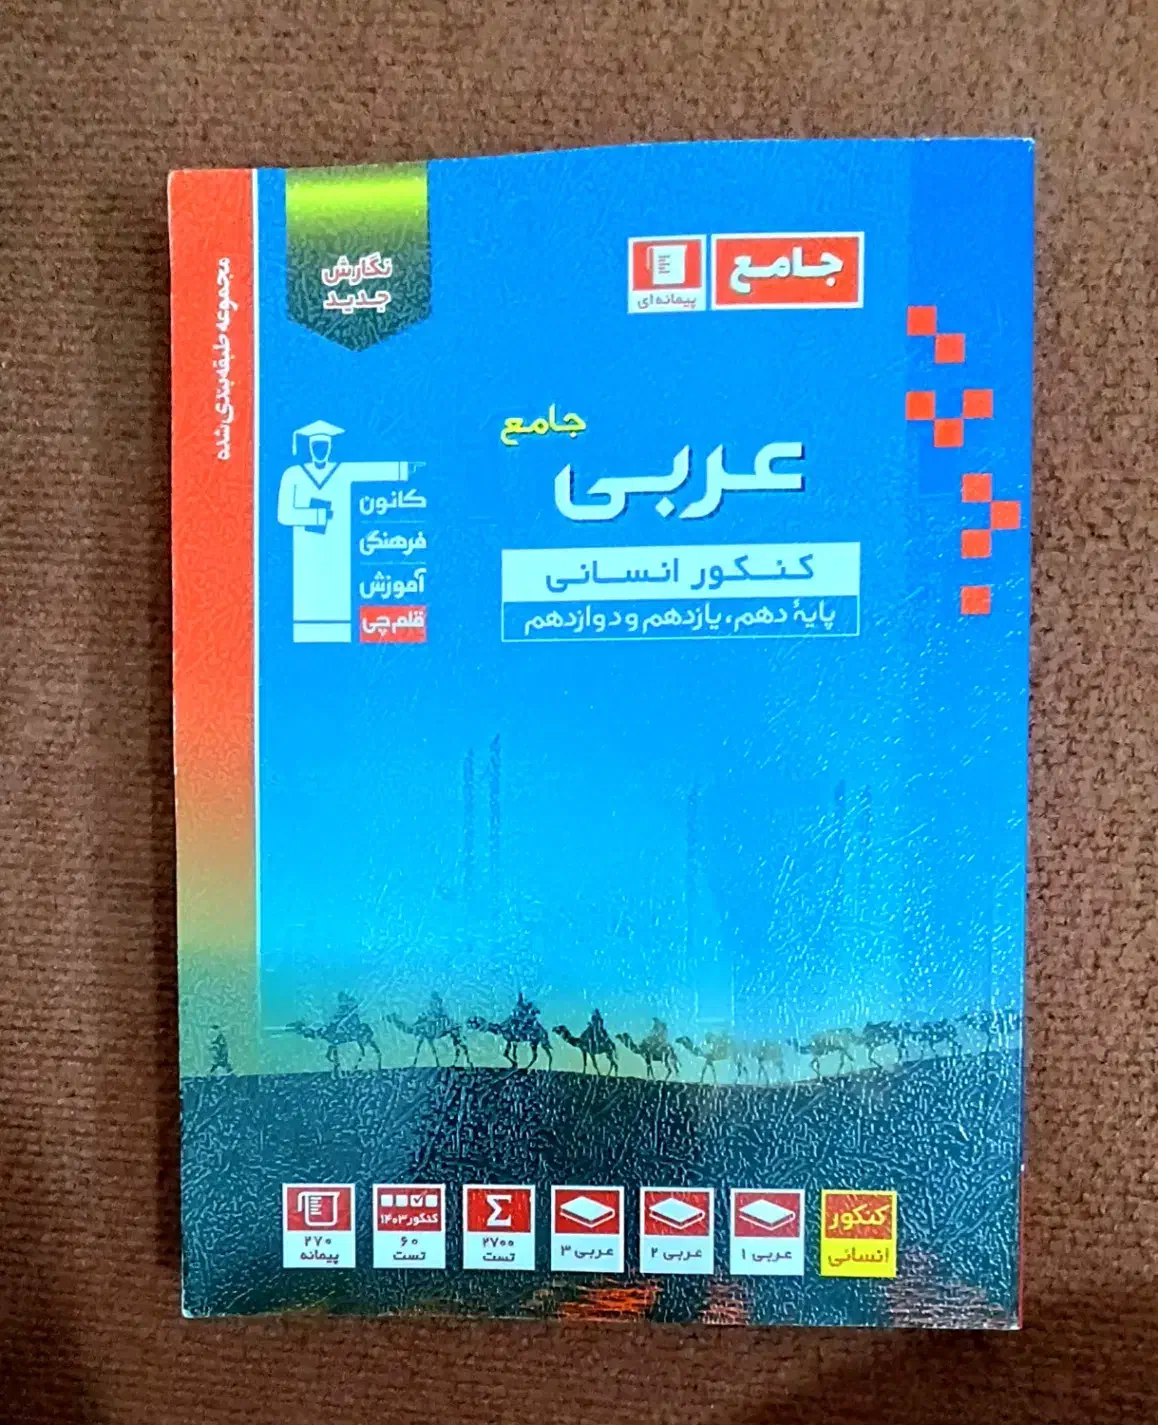 جامع
پیمانه‌ای
نگارش
جدید
مجموعه طبقه‌بندی شده
جامع
عربی
کنکور انسانی
پایهٔ دهم، یازدهم و دوازدهم
کانون
فرهنگی
آموزش
قلم‌چی
کنکور
انسانی
عربی ۱
عربی ۲
عربی ۳
Σ
۲۷۰۰
تست
کنکور ۱۴۰۳
۶۰
تست
۲۷۰
پیمانه